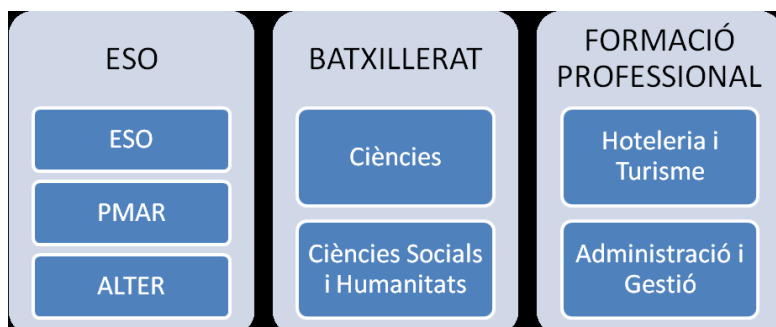 ESO
ESO
PMAR
ALTER
BATXILLERAT
Ciències
Ciències Socials
i Humanitats
FORMACIÓ
PROFESSIONAL
Hoteleria i
Turisme
Administració i
Gestió